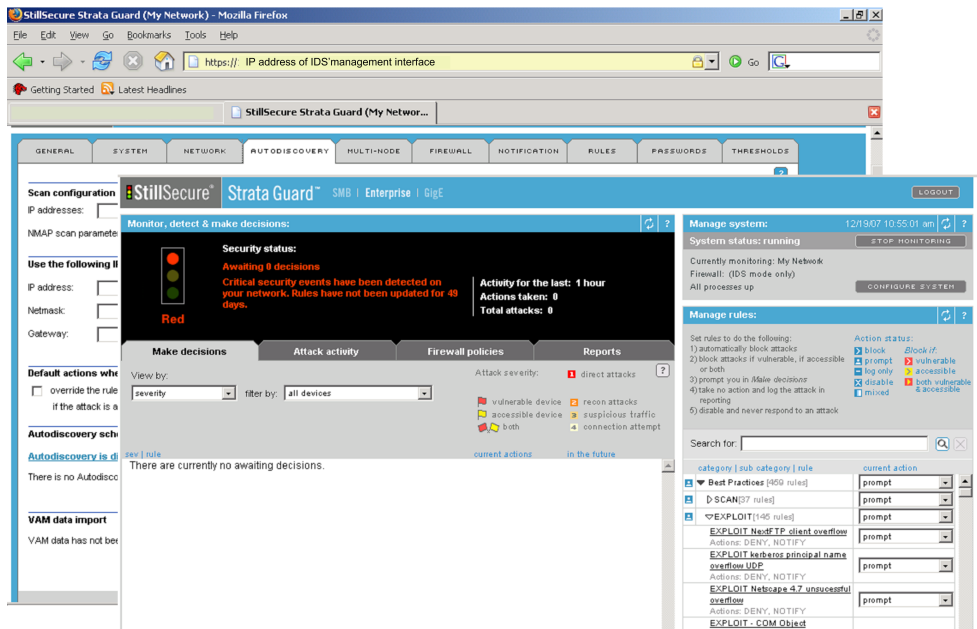 StillSecure Strata Guard (My Network) - Mozilla Firefox
File Edit View Go Bookmarks Tools Help
https:// IP address of IDS'management interface
Go
G
Getting Started Latest Headlines
StillSecure Strata Guard (My Networ...
GENERAL SYSTEM NETWORK AUTODISCOVERY MULTI-NODE FIREWALL NOTIFICATION RULES PASSWORDS THRESHOLDS
?
Scan configuration
IP addresses:
NMAP scan paramete
Use the following I
IP address:
Netmask:
Gateway:
Default actions whe
override the rule
if the attack is a
Autodiscovery sche
Autodiscovery is di
There is no Autodisco
VAM data import
VAM data has not bee
StillSecure® Strata Guard™ SMB | Enterprise | GigE
LOGOUT
Monitor, detect & make decisions: ?
Security status:
Awaiting 0 decisions
Critical security events have been detected on
your network. Rules have not been updated for 49
days.
Red
Activity for the last: 1 hour
Actions taken: 0
Total attacks: 0
Make decisions Attack activity Firewall policies Reports
View by:
severity filter by: all devices
Attack severity: 1 direct attacks ?
vulnerable device 2 recon attacks
accessible device 3 suspicious traffic
both 4 connection attempt
sev | rule current actions in the future
There are currently no awaiting decisions.
Manage system: 12/19/07 10:55:01 am ?
System status: running STOP MONITORING
Currently monitoring: My Network
Firewall: (IDS mode only)
All processes up CONFIGURE SYSTEM
Manage rules: ?
Set rules to do the following:
1) automatically block attacks
2) block attacks if vulnerable, if accessible
or both
3) prompt you in Make decisions
4) take no action and log the attack in
reporting
5) disable and never respond to an attack
Action status:
block Block if:
prompt vulnerable
log only accessible
disable both vulnerable
& accessible
mixed
Search for:
category | sub category | rule current action
Best Practices [469 rules] prompt
SCAN[37 rules] prompt
EXPLOIT[145 rules] prompt
EXPLOIT NextFTP client overflow prompt
Actions: DENY, NOTIFY
EXPLOIT kerberos principal name
overflow UDP prompt
Actions: DENY, NOTIFY
EXPLOIT Netscape 4.7 unsucessful
overflow prompt
Actions: DENY, NOTIFY
EXPLOIT - COM Object